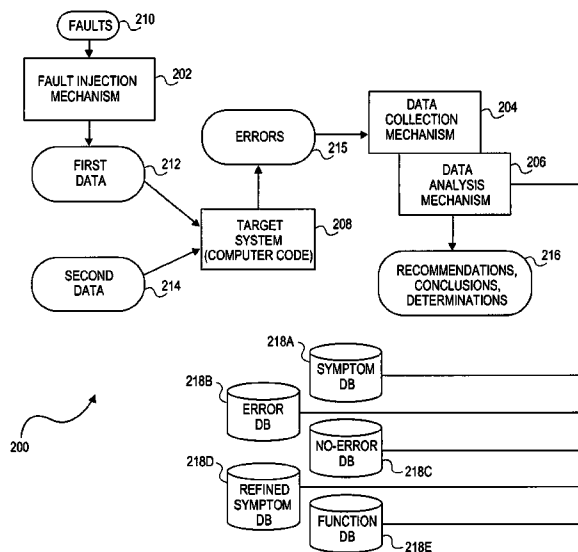 FAULTS
210
FAULT INJECTION
MECHANISM
202
FIRST
DATA
212
SECOND
DATA
214
ERRORS
215
TARGET
SYSTEM
(COMPUTER CODE)
208
DATA
COLLECTION
MECHANISM
204
DATA
ANALYSIS
MECHANISM
206
RECOMMENDATIONS,
CONCLUSIONS,
DETERMINATIONS
216
218A
SYMPTOM
DB
218B
ERROR
DB
NO-ERROR
DB
218C
218D
REFINED
SYMPTOM
DB
FUNCTION
DB
218E
200